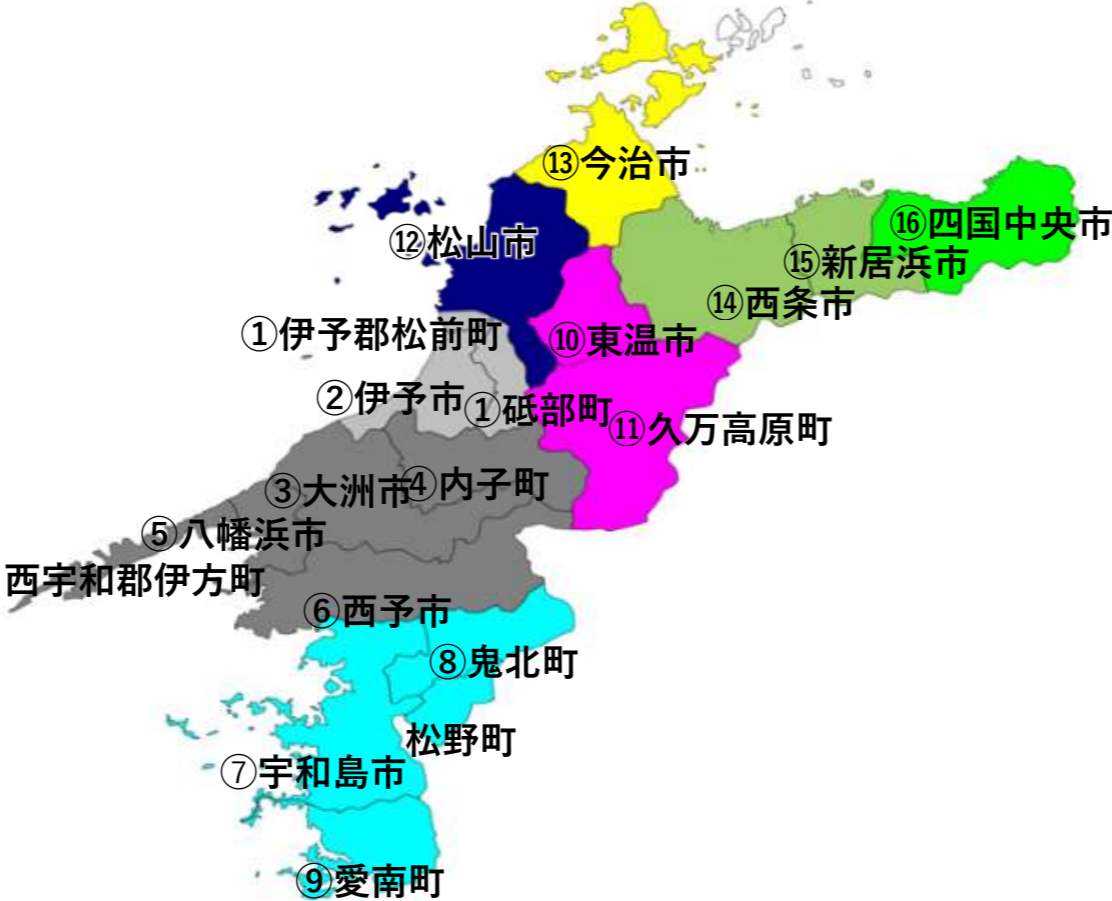 ⑬今治市
⑯四国中央市
⑫松山市
⑮新居浜市
⑭西条市
①伊予郡松前町
⑩東温市
②伊予市
①砥部町
⑪久万高原町
③大洲市
④内子町
⑤八幡浜市
西宇和郡伊方町
⑥西予市
⑧鬼北町
松野町
⑦宇和島市
⑨愛南町